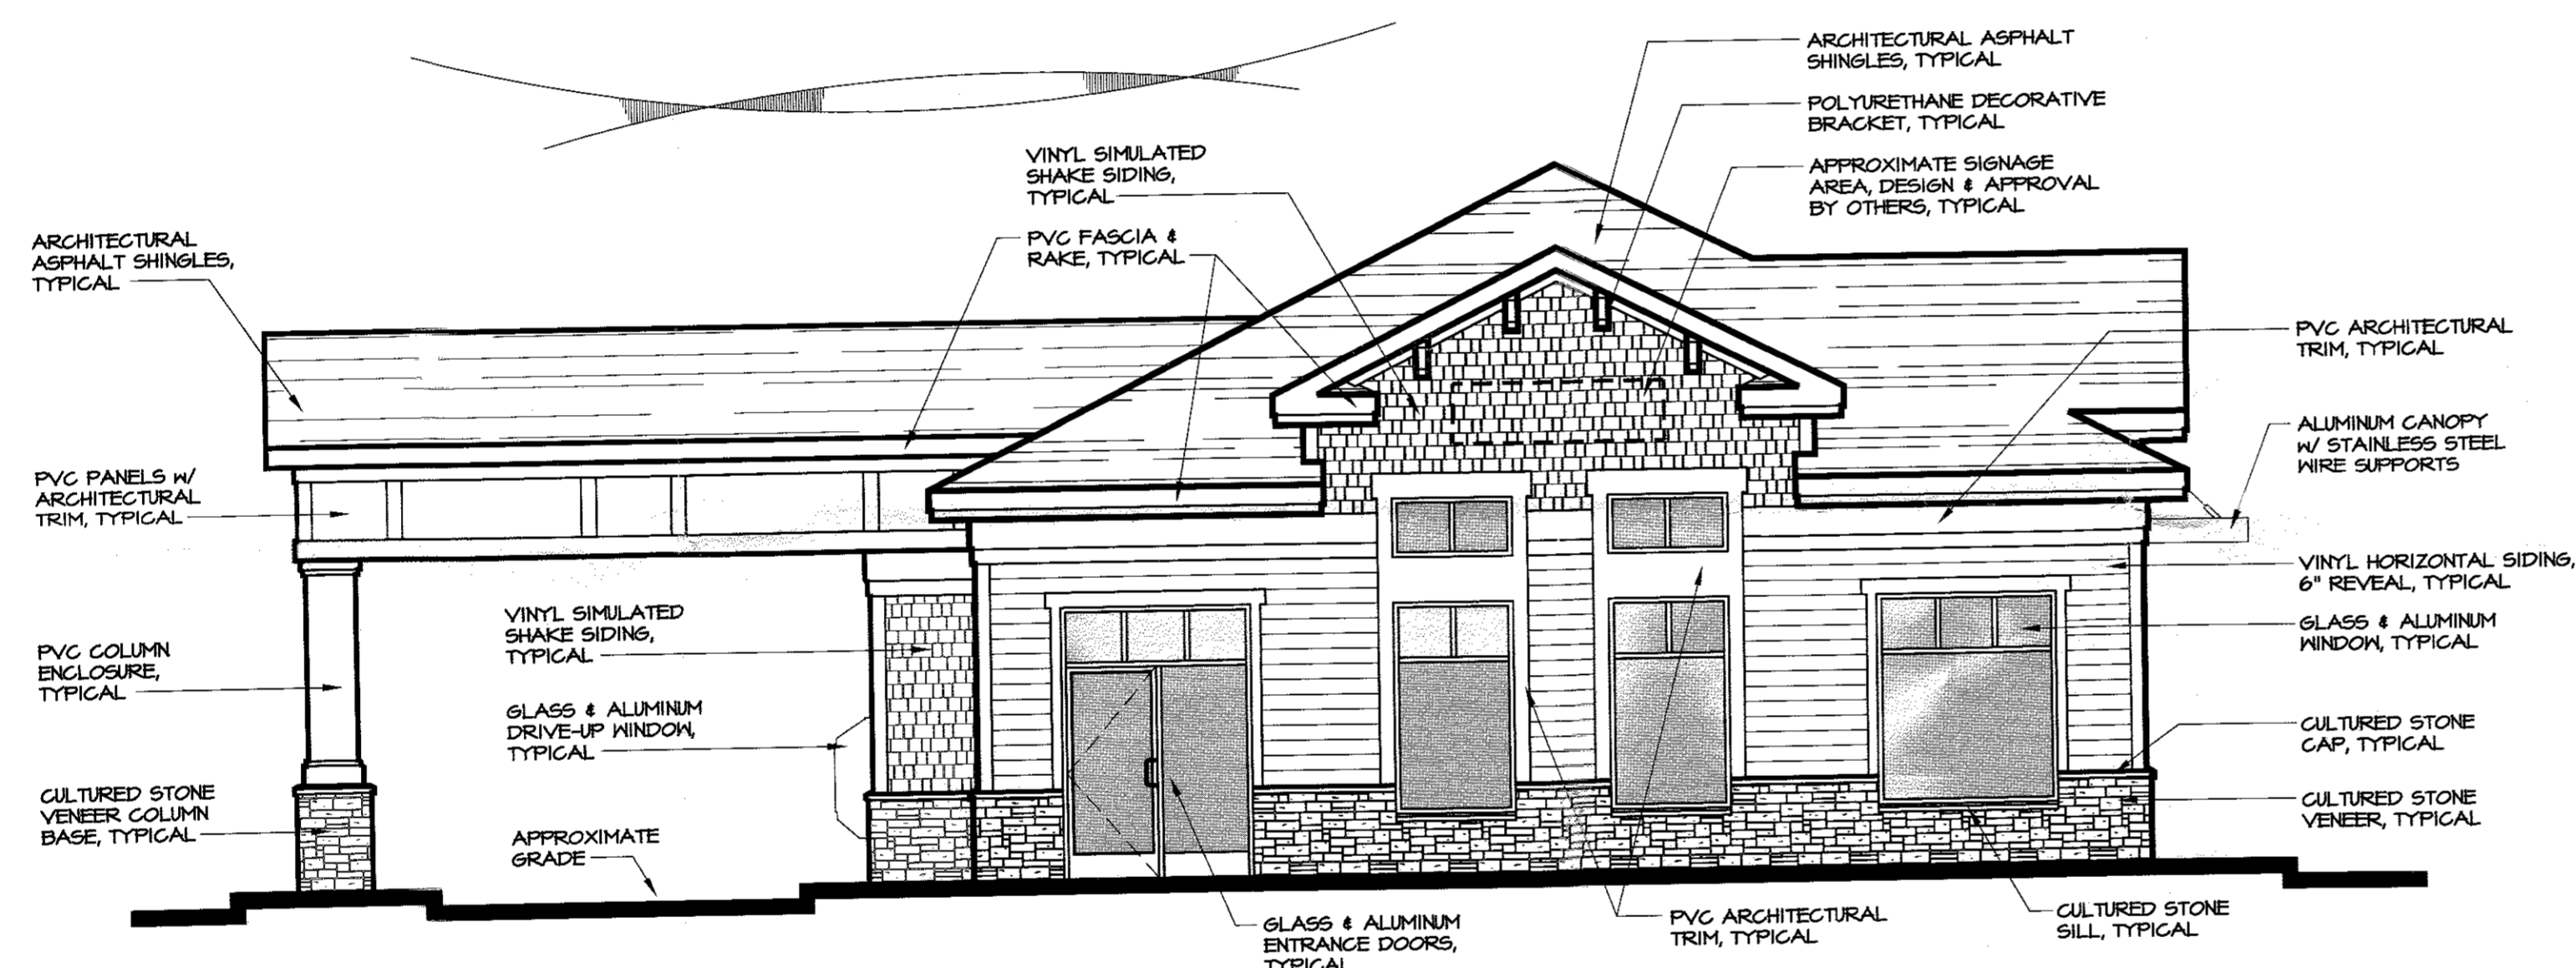 ARCHITECTURAL ASPHALT
SHINGLES, TYPICAL
POLYURETHANE DECORATIVE
BRACKET, TYPICAL
APPROXIMATE SIGNAGE
AREA, DESIGN & APPROVAL
BY OTHERS, TYPICAL
VINYL SIMULATED
SHAKE SIDING,
TYPICAL
PVC FASCIA &
RAKE, TYPICAL
ARCHITECTURAL
ASPHALT SHINGLES,
TYPICAL
PVC PANELS W/
ARCHITECTURAL
TRIM, TYPICAL
PVC COLUMN
ENCLOSURE,
TYPICAL
CULTURED STONE
VENEER COLUMN
BASE, TYPICAL
VINYL SIMULATED
SHAKE SIDING,
TYPICAL
GLASS & ALUMINUM
DRIVE-UP WINDOW,
TYPICAL
APPROXIMATE
GRADE
PVC ARCHITECTURAL
TRIM, TYPICAL
ALUMINUM CANOPY
W/ STAINLESS STEEL
WIRE SUPPORTS
VINYL HORIZONTAL SIDING,
6" REVEAL, TYPICAL
GLASS & ALUMINUM
WINDOW, TYPICAL
CULTURED STONE
CAP, TYPICAL
CULTURED STONE
VENEER, TYPICAL
GLASS & ALUMINUM
ENTRANCE DOORS,
TYPICAL
PVC ARCHITECTURAL
TRIM, TYPICAL
CULTURED STONE
SILL, TYPICAL